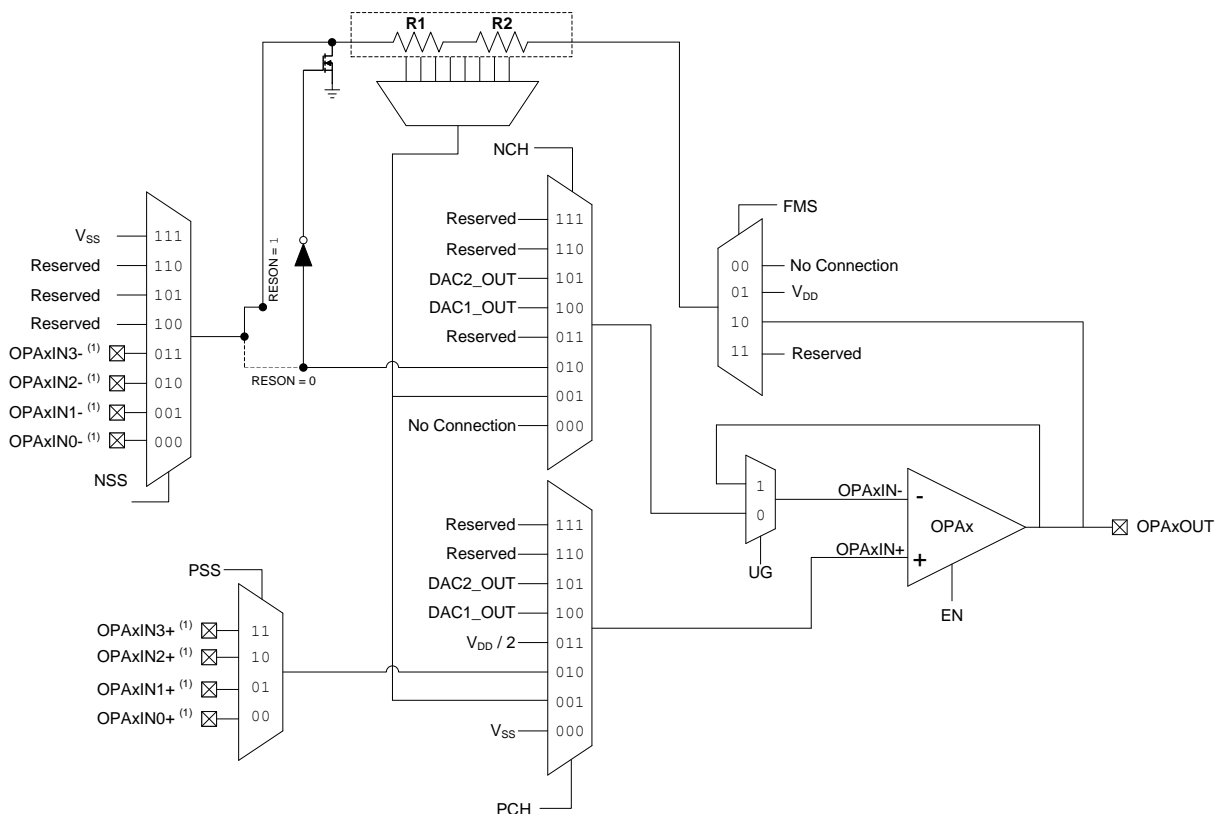 R1 R2
NCH
Reserved 111
Reserved 110
DAC2_OUT 101
DAC1_OUT 100
Reserved 011
010
001
No Connection 000
FMS
00 No Connection
01 VDD
10
11 Reserved
VSS 111
Reserved 110
Reserved 101
Reserved 100
OPAxIN3- (1) 011
OPAxIN2- (1) 010
OPAxIN1- (1) 001
OPAxIN0- (1) 000
NSS
RESON = 1
RESON = 0
1
0
UG
OPAxIN-
OPAxIN+
-
+
OPAx
EN
OPAxOUT
PSS
OPAxIN3+ (1) 11
OPAxIN2+ (1) 10
OPAxIN1+ (1) 01
OPAxIN0+ (1) 00
Reserved 111
Reserved 110
DAC2_OUT 101
DAC1_OUT 100
VDD / 2 011
010
001
VSS 000
PCH